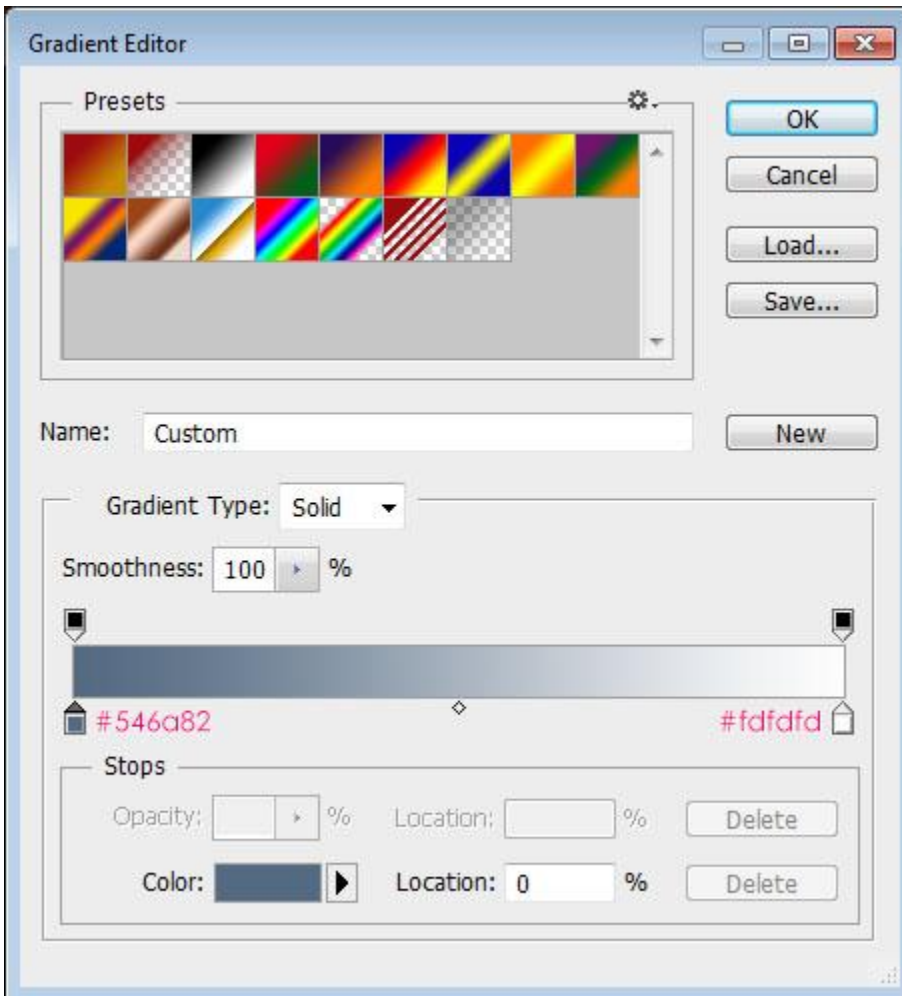 Gradient Editor
Presets
OK
Cancel
Load...
Save...
Name: Custom
New
Gradient Type: Solid
Smoothness: 100 %
#546a82 #fdfdfd
Stops
Opacity: % Location: % Delete
Color: Location: 0 % Delete